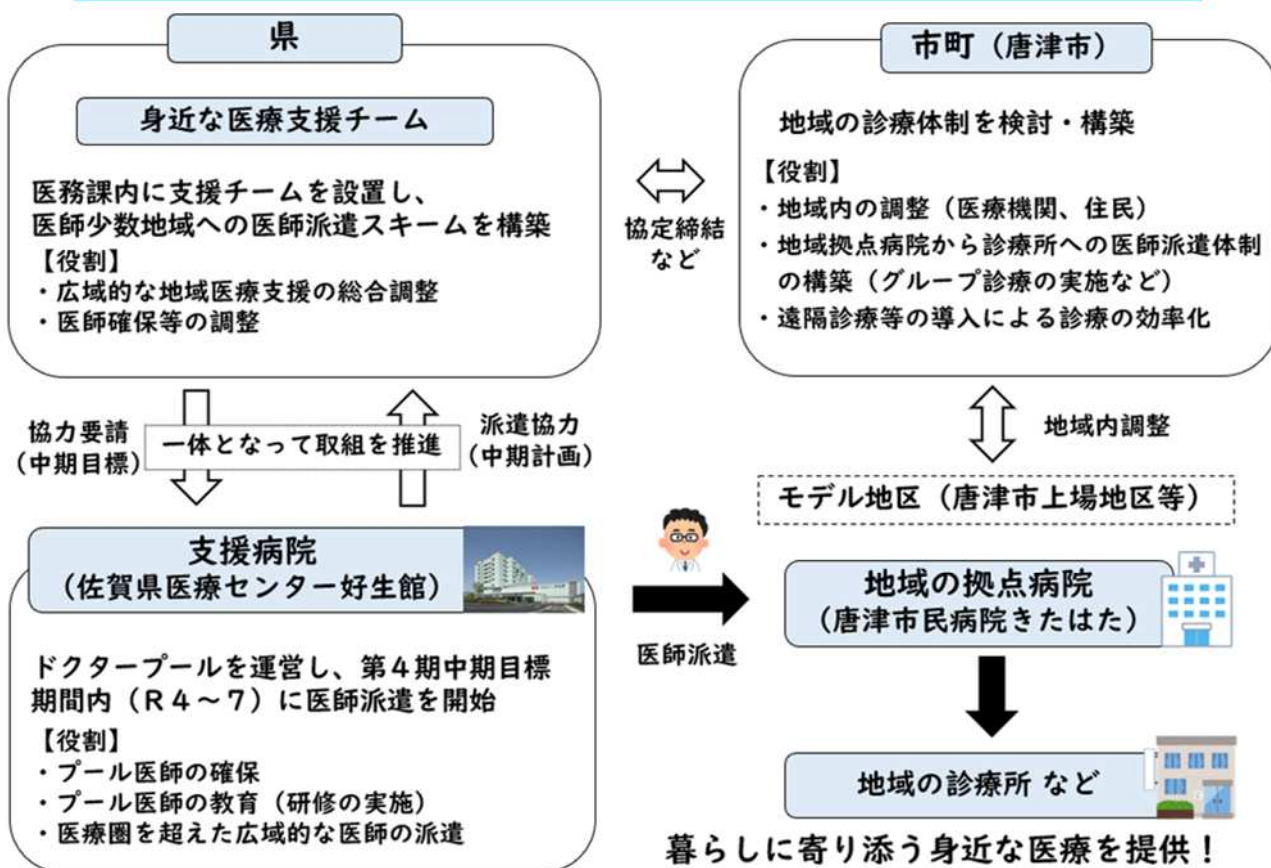 県
身近な医療支援チーム
医務課内に支援チームを設置し、
医師少数地域への医師派遣スキームを構築
【役割】
・広域的な地域医療支援の総合調整
・医師確保等の調整
協定締結
など
市町（唐津市）
地域の診療体制を検討・構築
【役割】
・地域内の調整（医療機関、住民）
・地域拠点病院から診療所への医師派遣体制
の構築（グループ診療の実施など）
・遠隔診療等の導入による診療の効率化
協力要請
（中期目標）
一体となって取組を推進
派遣協力
（中期計画）
地域内調整
モデル地区（唐津市上場地区等）
支援病院
（佐賀県医療センター好生館）
ドクタープールを運営し、第４期中期目標
期間内（Ｒ４～７）に医師派遣を開始
【役割】
・プール医師の確保
・プール医師の教育（研修の実施）
・医療圏を超えた広域的な医師の派遣
医師派遣
地域の拠点病院
（唐津市民病院きたはた）
地域の診療所 など
暮らしに寄り添う身近な医療を提供！